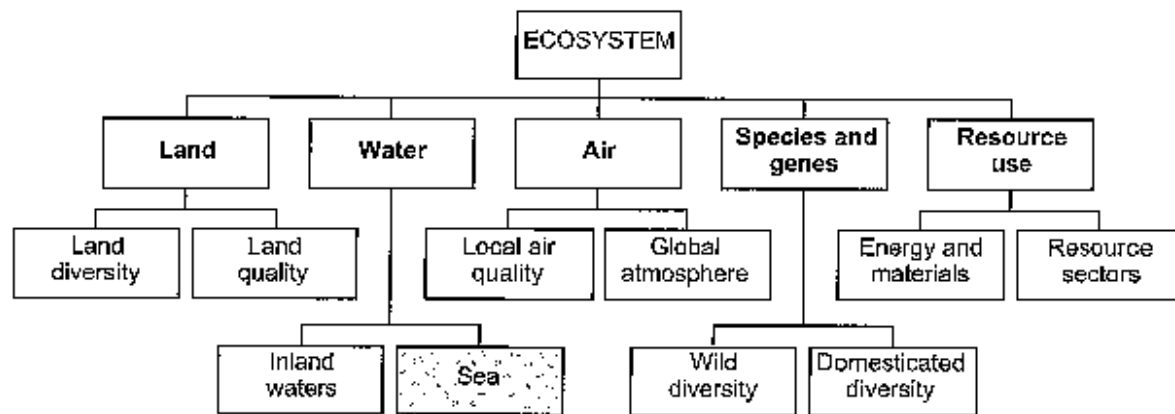 ECOSYSTEM
Land
Water
Air
Species and
genes
Resource
use
Land
diversity
Land
quality
Local air
quality
Global
atmosphere
Energy and
materials
Resource
sectors
Inland
waters
Sea
Wild
diversity
Domesticated
diversity